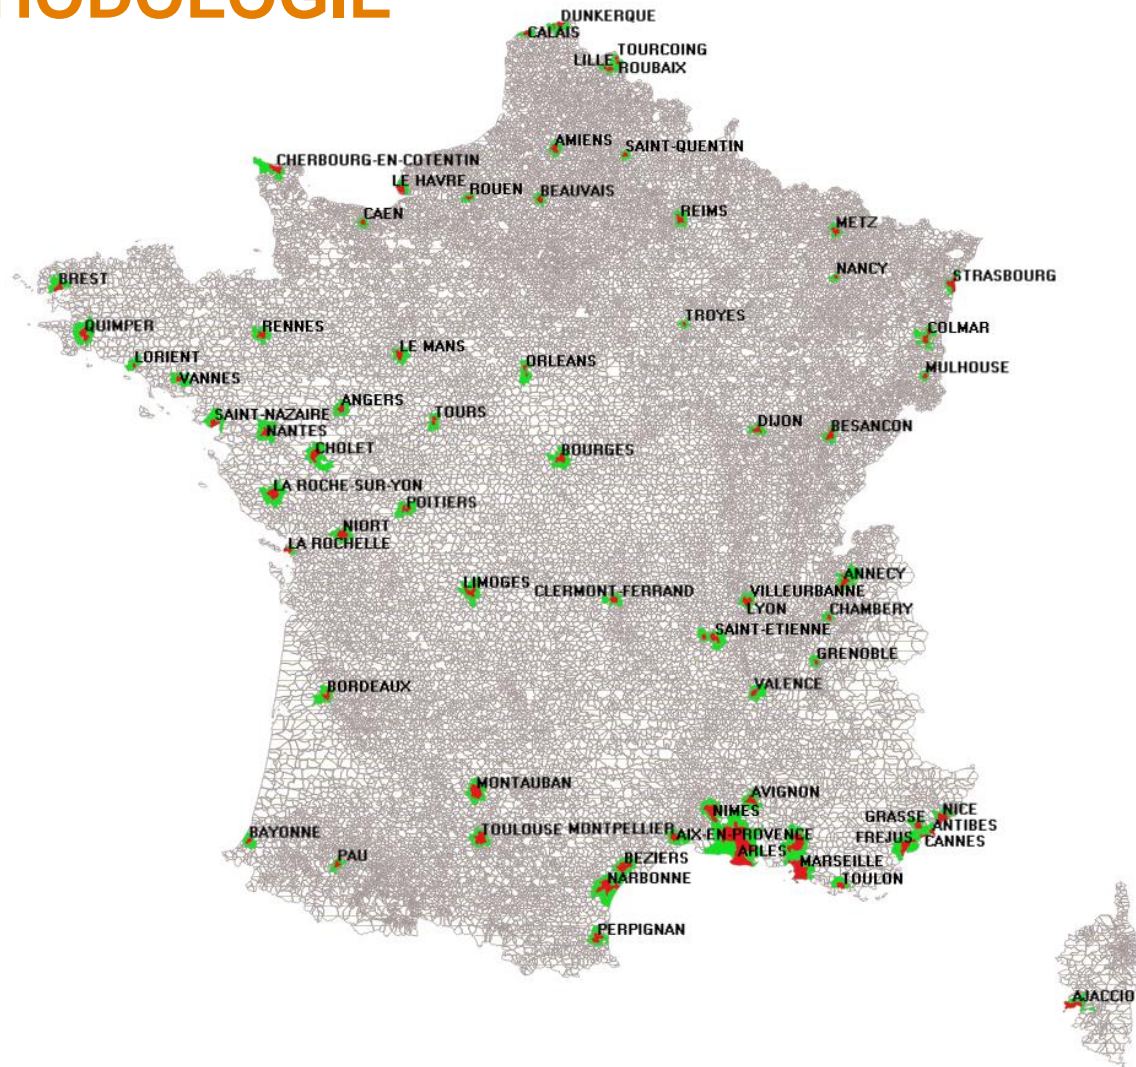 HODOLOGIE
DUNKERQUE
CALAIS
TOURCOING
LILLE
ROUBAIX
AMIENS
SAINT-QUENTIN
CHERBOURG-EN-COTENTIN
LE HAVRE
ROUEN
BEAUVAIS
CAEN
REIMS
METZ
NANCY
STRASBOURG
BREST
TROYES
QUIMPER
RENNES
COLMAR
LE MANS
LORIENT
ORLEANS
MULHOUSE
VANNES
ANGERS
SAINT-NAZAIRE
TOURS
DIJON
BESANCON
NANTES
CHOLET
BOURGES
LA ROCHE-SUR-YON
POITIERS
NIORT
LA ROCHELLE
ANNECY
LIMOGES
CLERMONT-FERRAND
VILLEURBANNE
LYON
CHAMBERY
SAINT-ETIENNE
GRENOBLE
BORDEAUX
VALENCE
MONTAUBAN
AVIGNON
NIMES
GRASSE
NICE
ANTIBES
BAYONNE
TOULOUSE
MONTPELLIER
AIX-EN-PROVENCE
FREJUS
CANNES
ARLES
PAU
BEZIERS
MARSEILLE
NARBONNE
TOULON
PERPIGNAN
AJACCIO